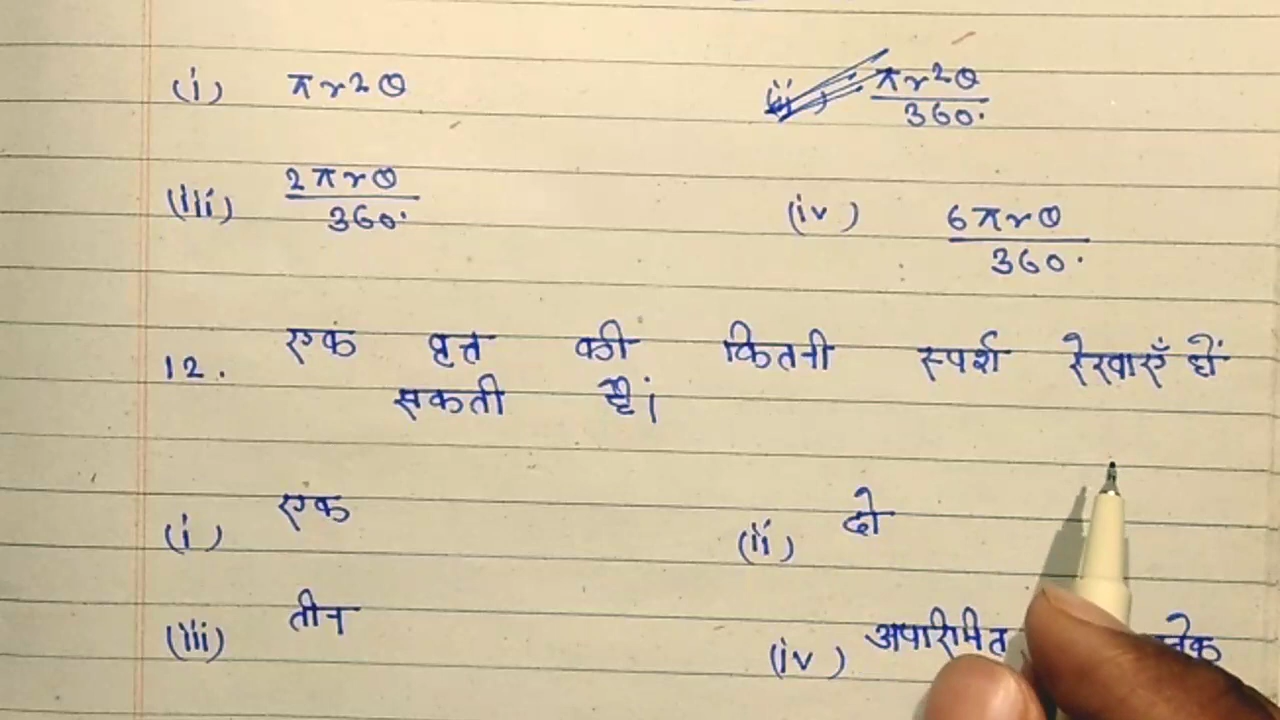 (i) πr2θ (ii) πr2θ/360°
(iii) 2πrθ/360° (iv) 6πrθ/360°
12. एक वृत्त की कितनी स्पर्श रेखाएँ हों
सकती है।
(i) एक (ii) दो
(iii) तीन (iv) अपरिमित